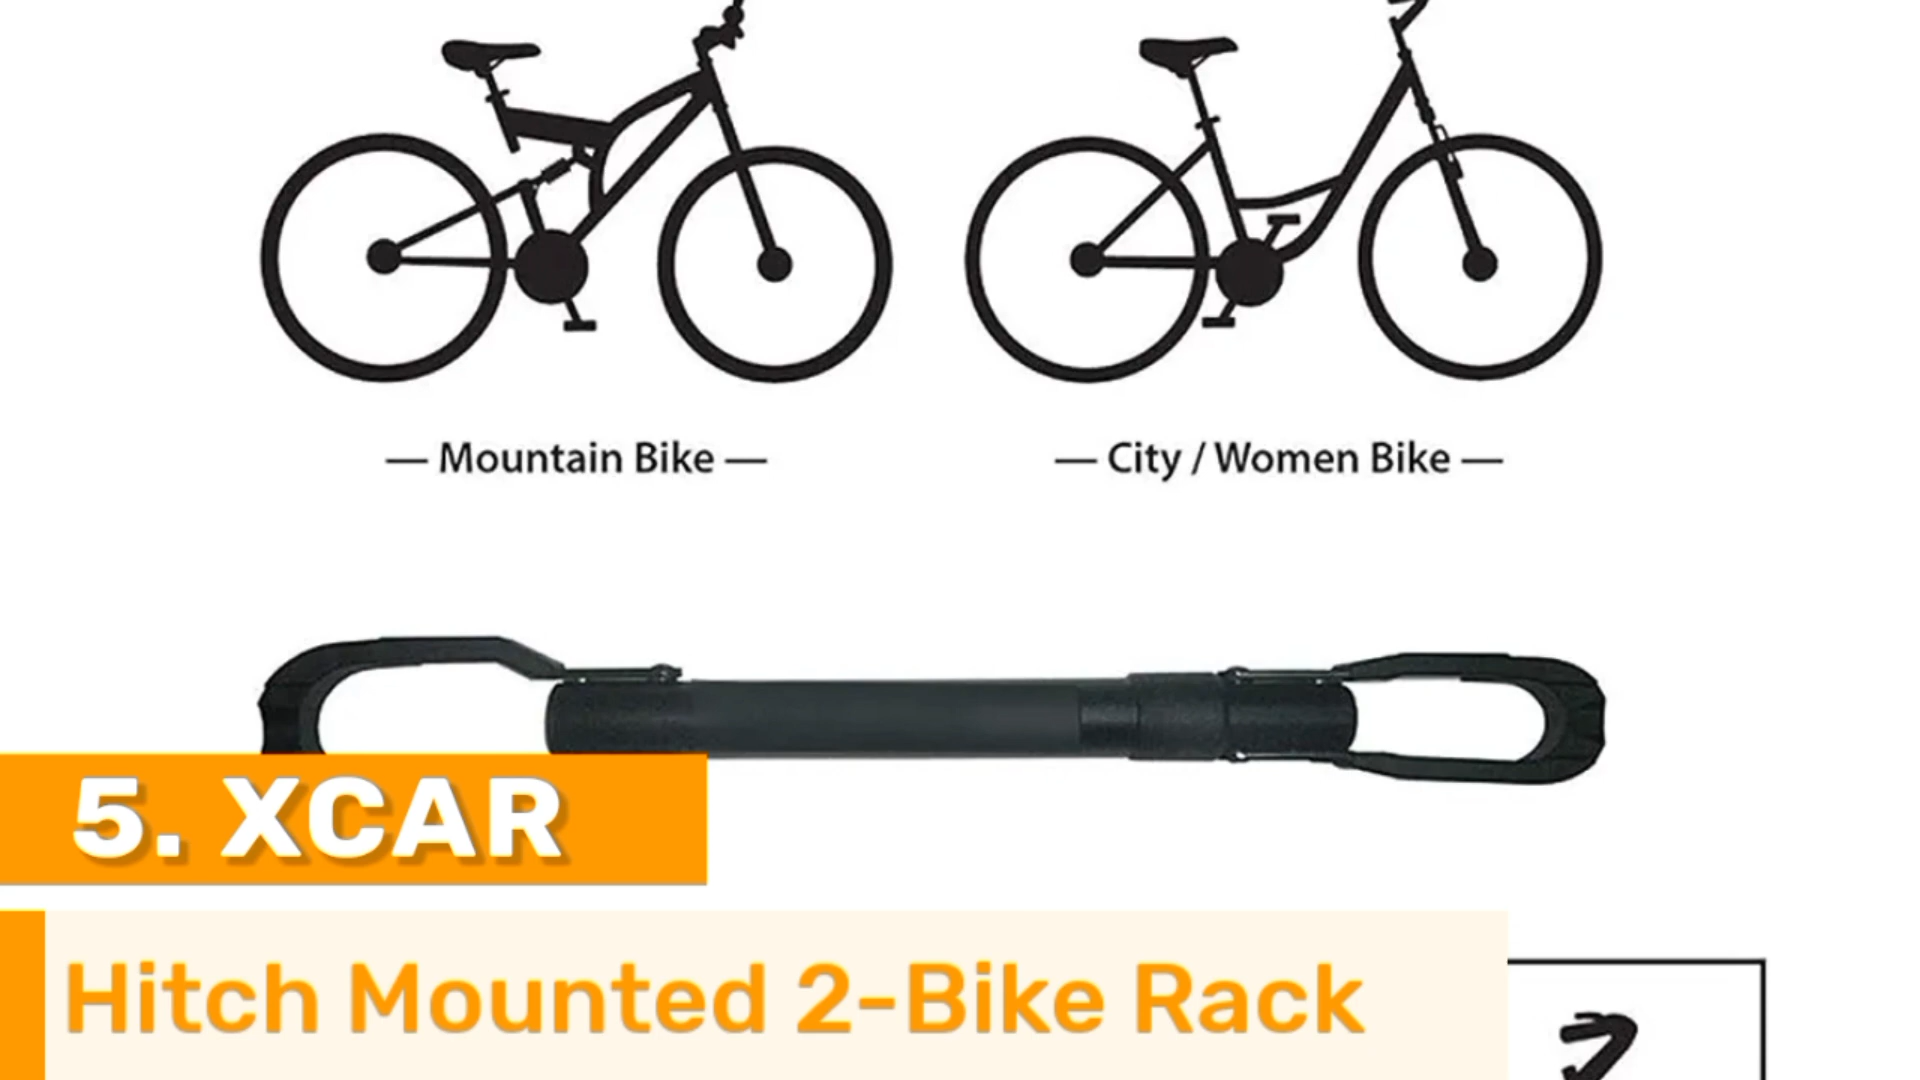 — Mountain Bike —
— City / Women Bike —
5. XCAR
Hitch Mounted 2-Bike Rack